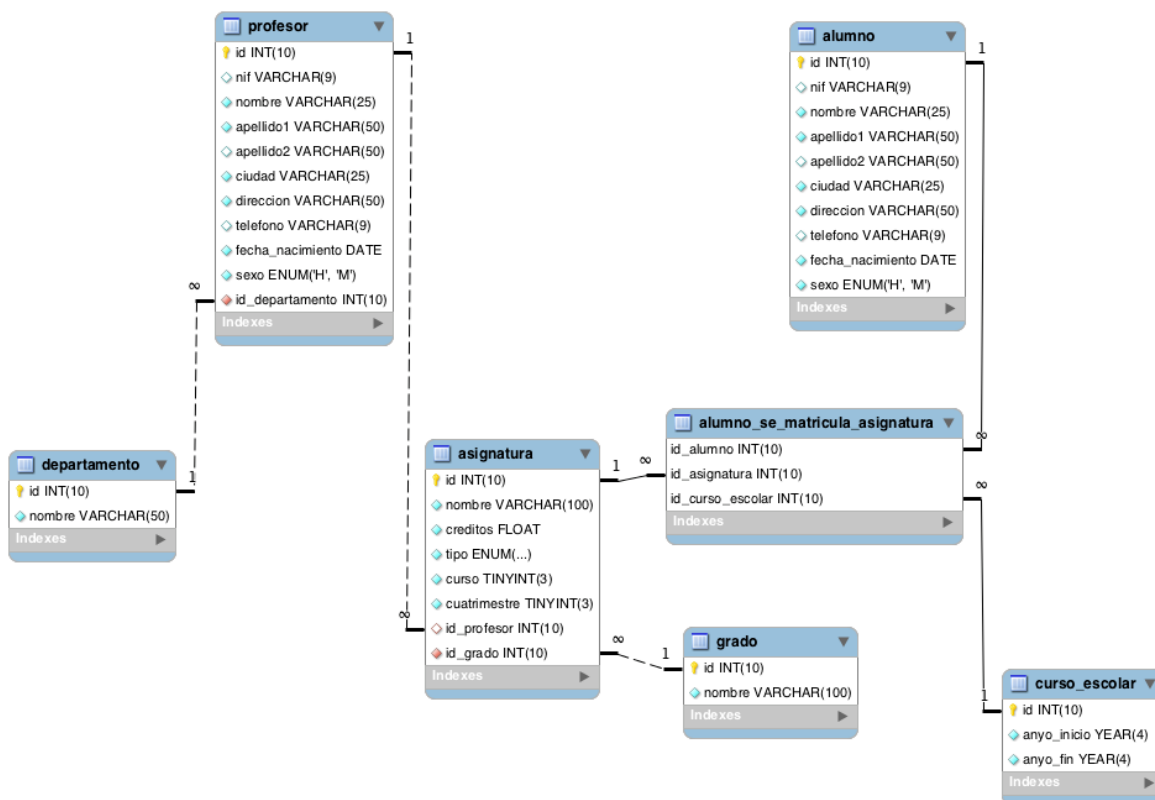 profesor
id INT(10)
nif VARCHAR(9)
nombre VARCHAR(25)
apellido1 VARCHAR(50)
apellido2 VARCHAR(50)
ciudad VARCHAR(25)
direccion VARCHAR(50)
telefono VARCHAR(9)
fecha_nacimiento DATE
sexo ENUM('H', 'M')
id_departamento INT(10)
Indexes
1
∞
alumno
id INT(10)
nif VARCHAR(9)
nombre VARCHAR(25)
apellido1 VARCHAR(50)
apellido2 VARCHAR(50)
ciudad VARCHAR(25)
direccion VARCHAR(50)
telefono VARCHAR(9)
fecha_nacimiento DATE
sexo ENUM('H', 'M')
Indexes
1
departamento
id INT(10)
nombre VARCHAR(50)
Indexes
1
asignatura
id INT(10)
nombre VARCHAR(100)
creditos FLOAT
tipo ENUM(...)
curso TINYINT(3)
cuatrimestre TINYINT(3)
id_profesor INT(10)
id_grado INT(10)
Indexes
1
∞
∞
alumno_se_matricula_asignatura
id_alumno INT(10)
id_asignatura INT(10)
id_curso_escolar INT(10)
Indexes
∞
∞
∞
grado
id INT(10)
nombre VARCHAR(100)
Indexes
1
curso_escolar
id INT(10)
anyo_inicio YEAR(4)
anyo_fin YEAR(4)
Indexes
1